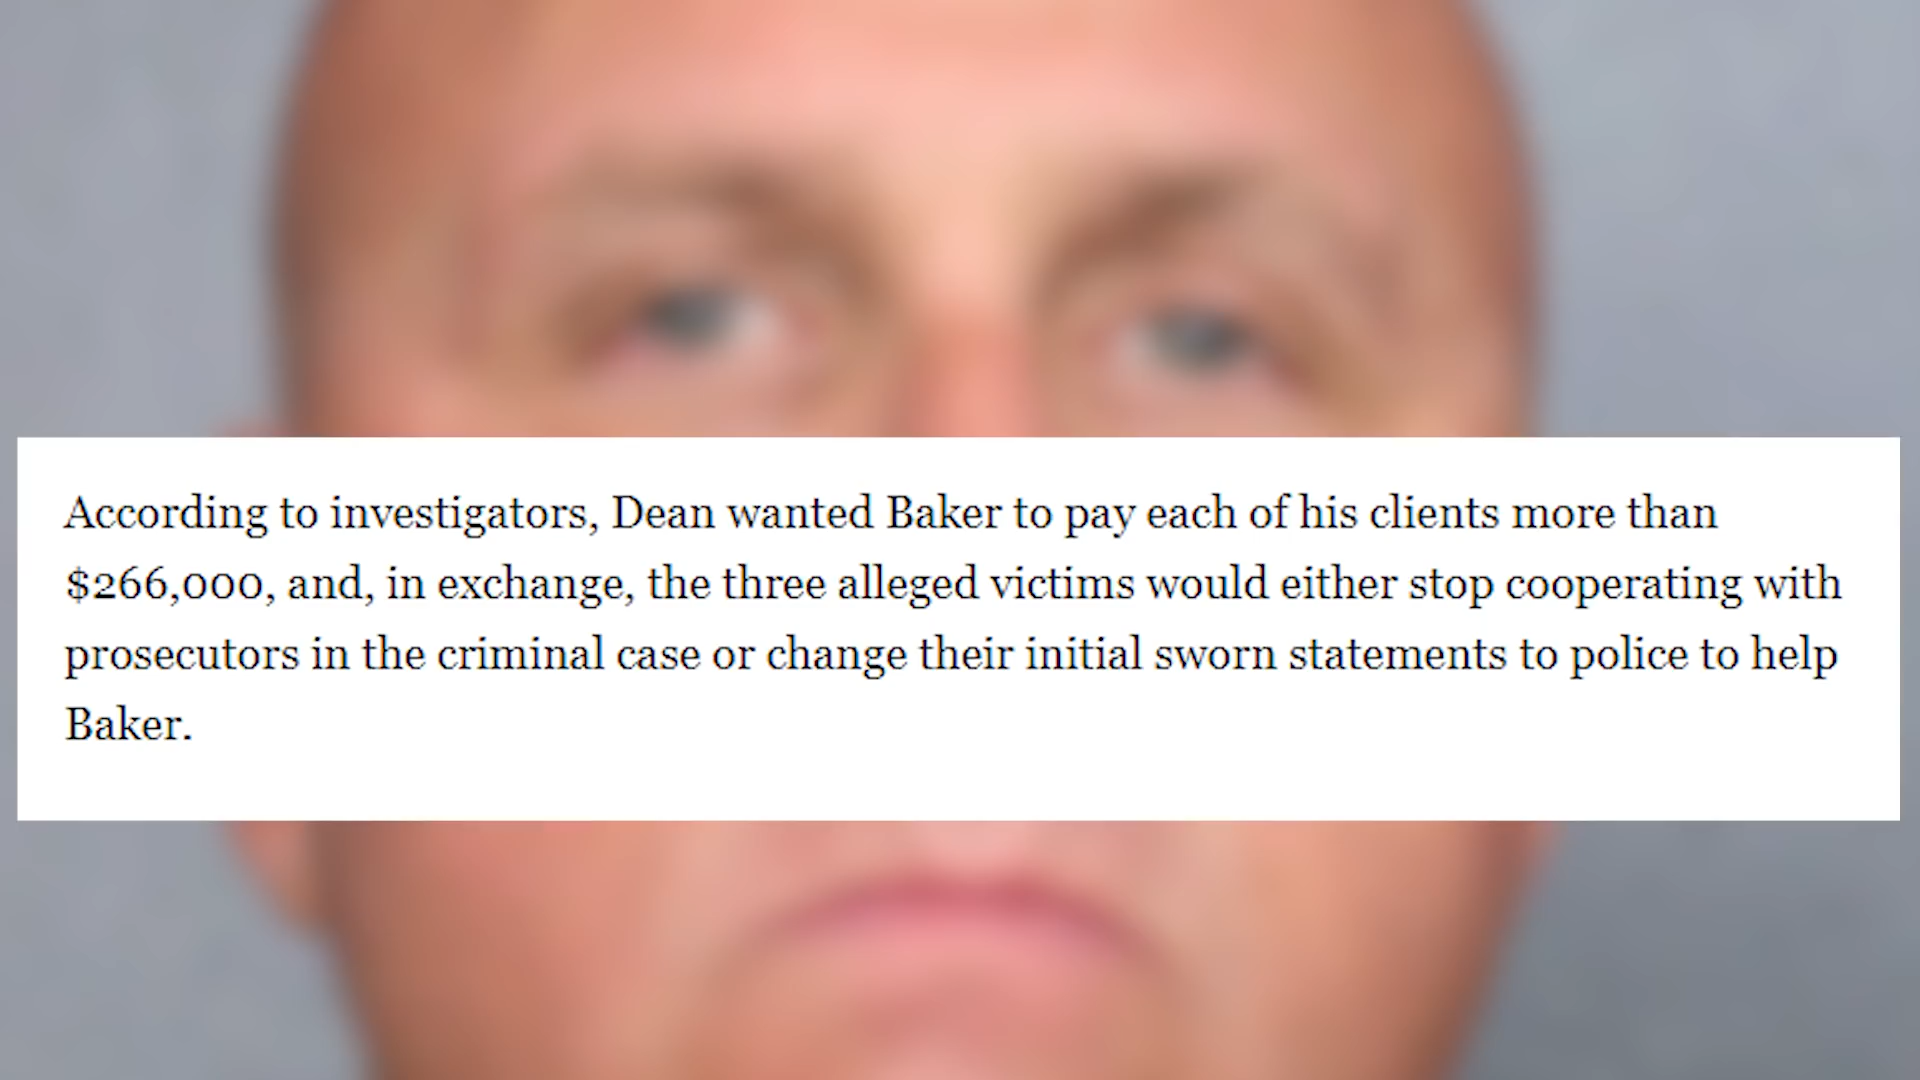 According to investigators, Dean wanted Baker to pay each of his clients more than
$266,000, and, in exchange, the three alleged victims would either stop cooperating with
prosecutors in the criminal case or change their initial sworn statements to police to help
Baker.